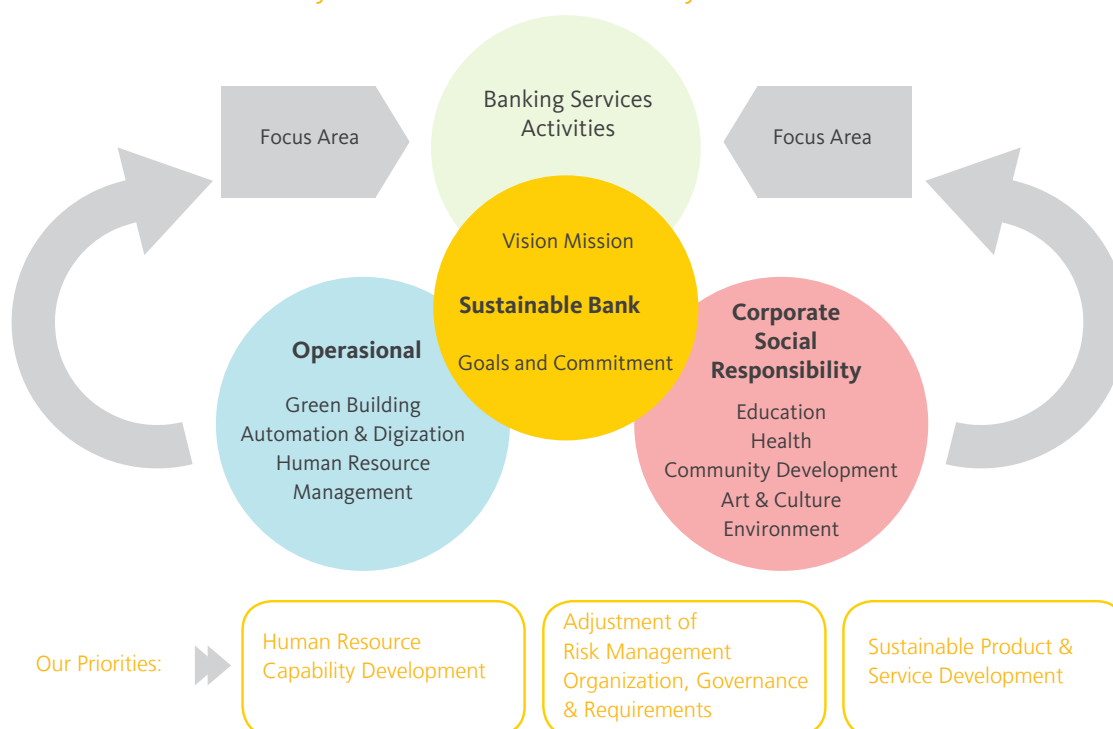 Focus Area
Banking Services
Activities
Focus Area
Vision Mission
Sustainable Bank
Goals and Commitment
Operasional
Green Building
Automation & Digization
Human Resource
Management
Corporate
Social
Responsibility
Education
Health
Community Development
Art & Culture
Environment
Our Priorities:
Human Resource
Capability Development
Adjustment of
Risk Management
Organization, Governance
& Requirements
Sustainable Product &
Service Development